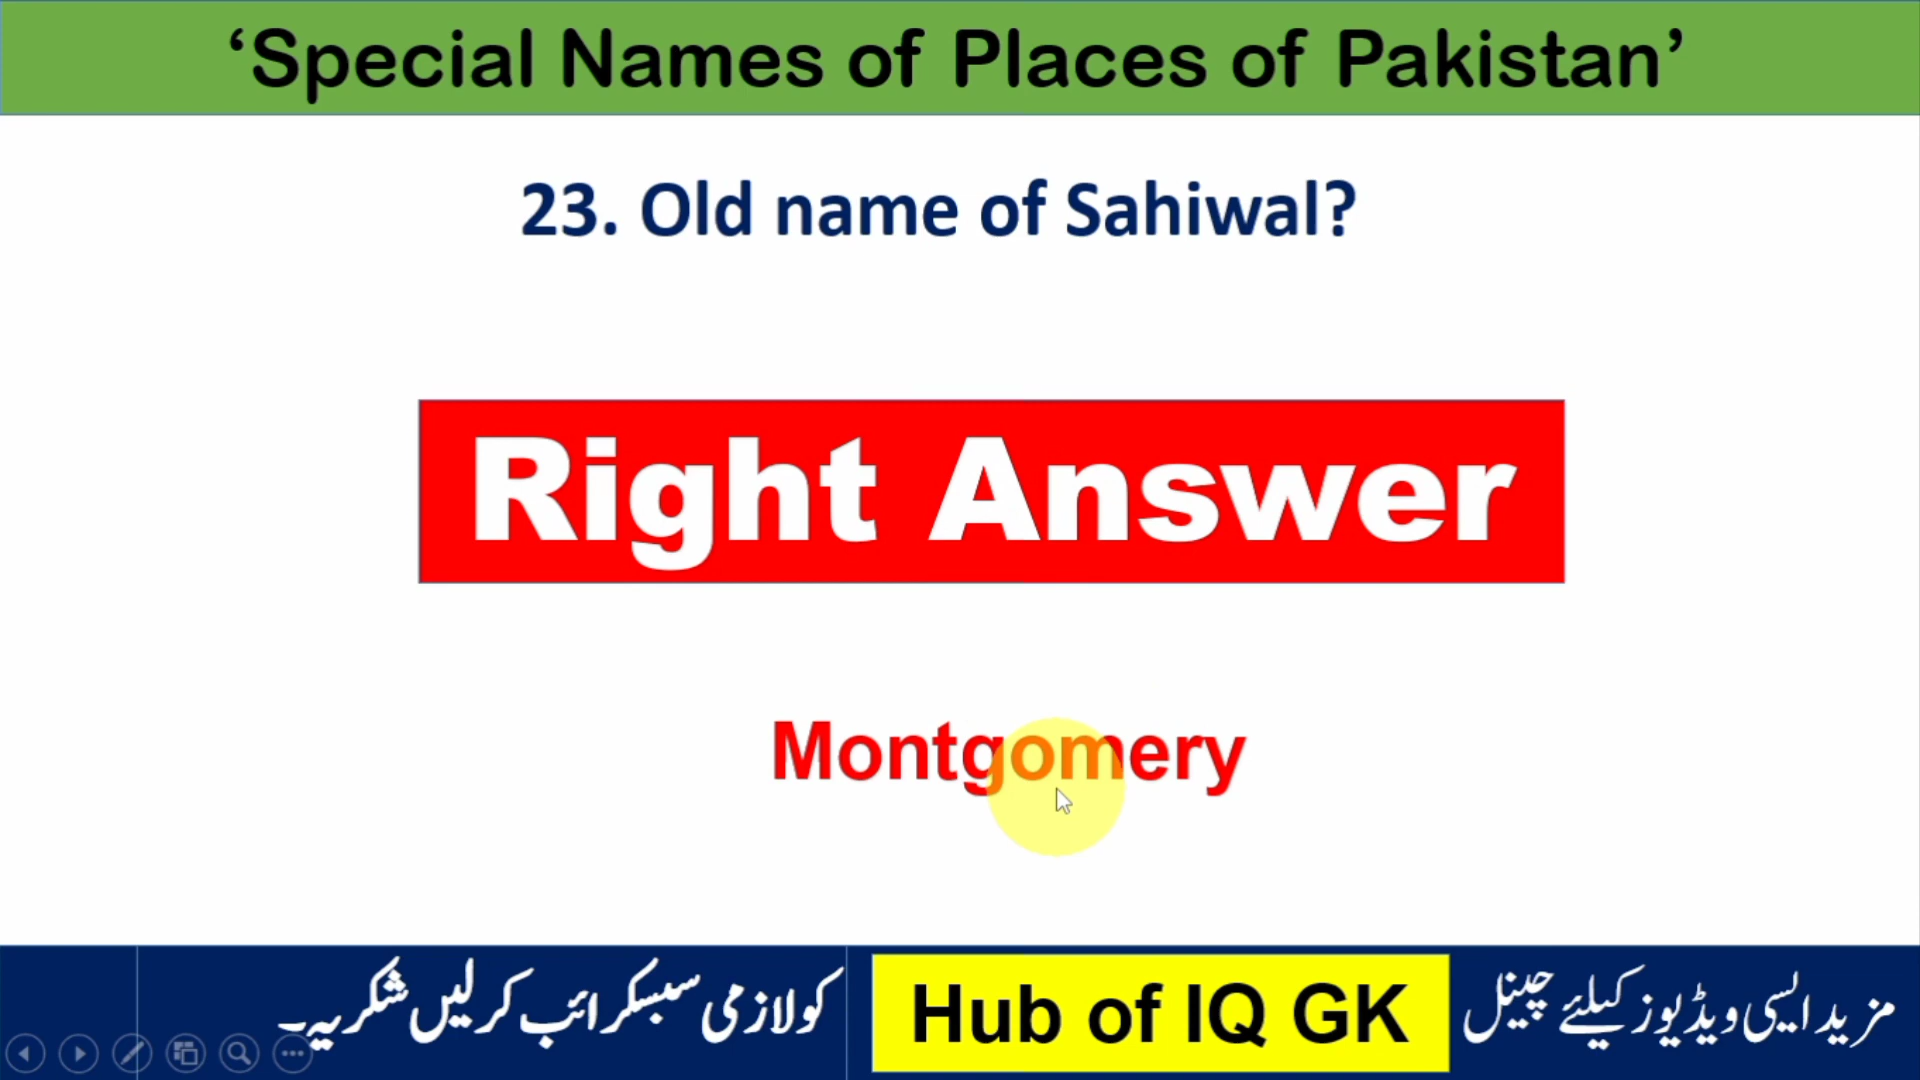 ‘Special Names of Places of Pakistan’
23. Old name of Sahiwal?
Right Answer
Montgomery
مزید ایسی ویڈیوز کیلئے چینل Hub of IQ GK کو لازمی سبسکرائب کر لیں شکریہ۔